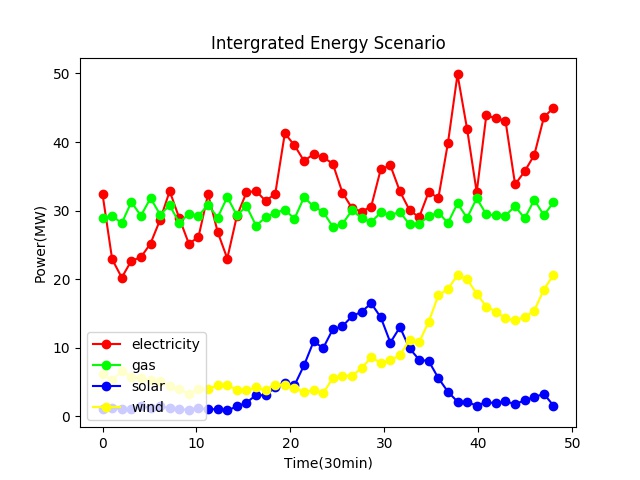 Intergrated Energy Scenario
Power(MW)
50
40
30
20
10
0
electricity
gas
solar
wind
0 10 20 30 40 50
Time(30min)